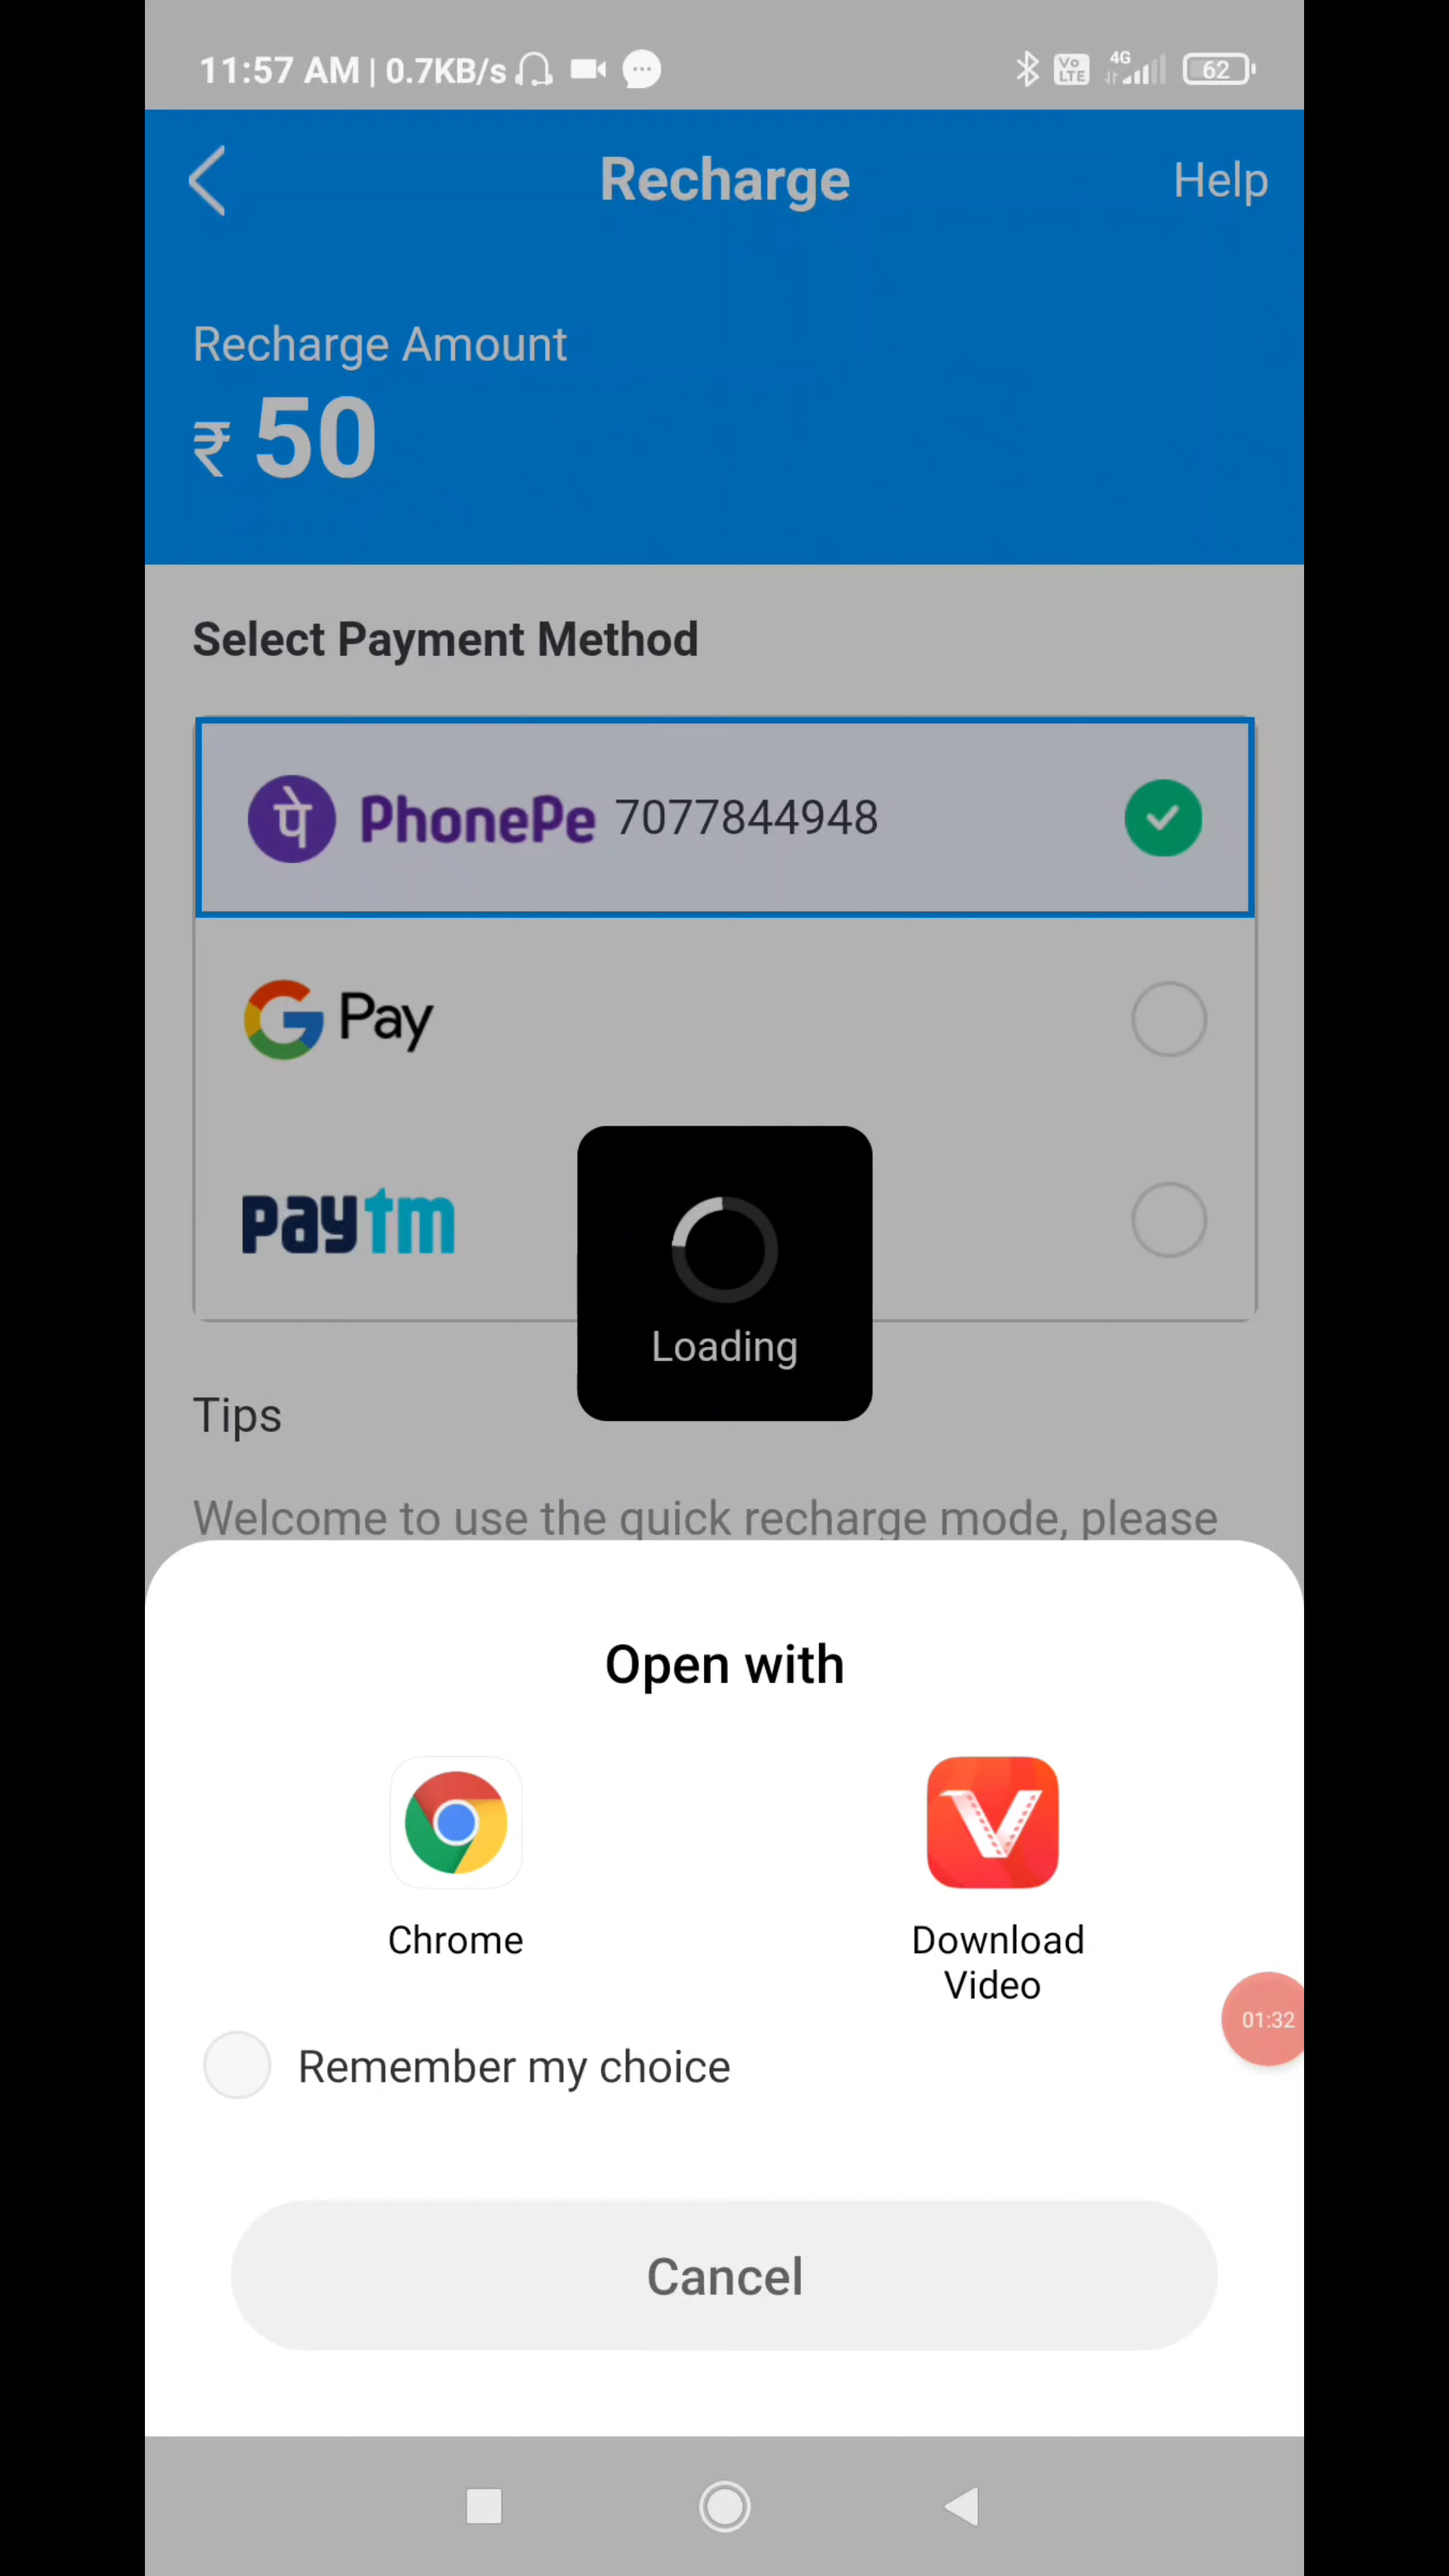 11:57 AM | 0.7KB/s
Vo LTE 4G 62
Recharge
Help
Recharge Amount
₹ 50
Select Payment Method
पे PhonePe 7077844948
G Pay
paytm
Loading
Tips
Welcome to use the quick recharge mode, please
Open with
Chrome
Download
Video
01:32
Remember my choice
Cancel